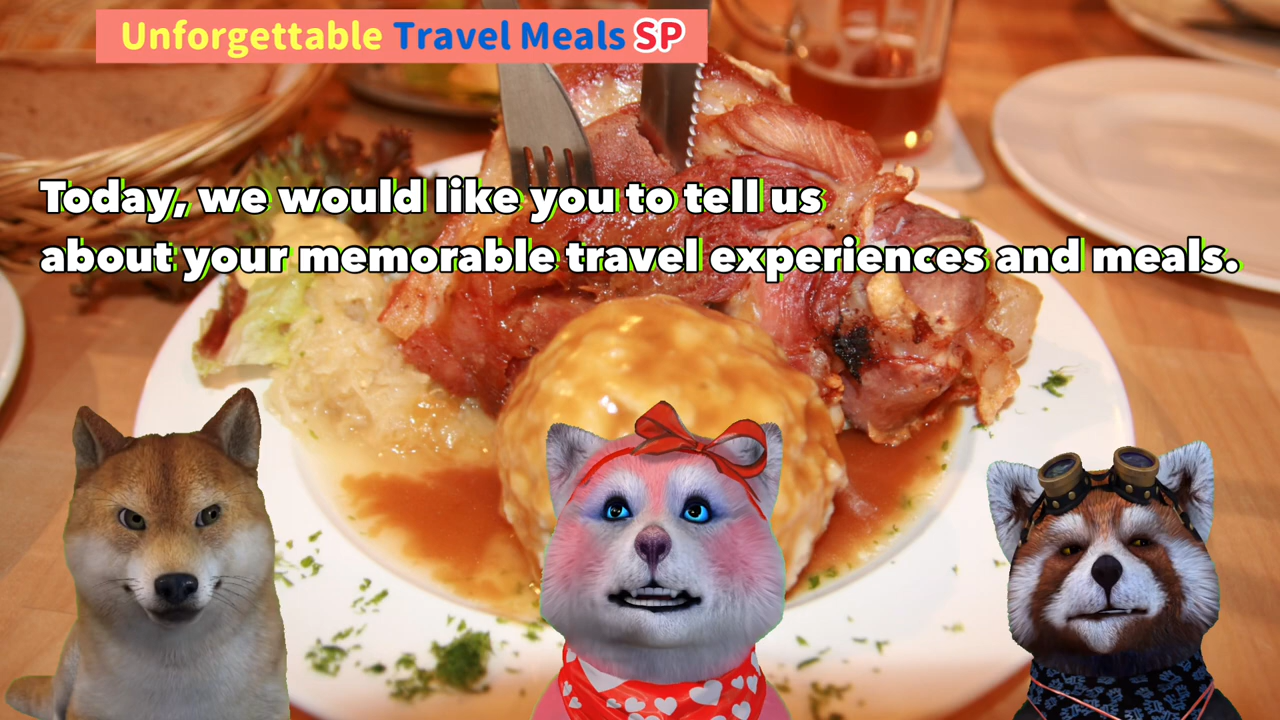 Unforgettable Travel Meals SP
Today, we would like you to tell us
about your memorable travel experiences and meals.